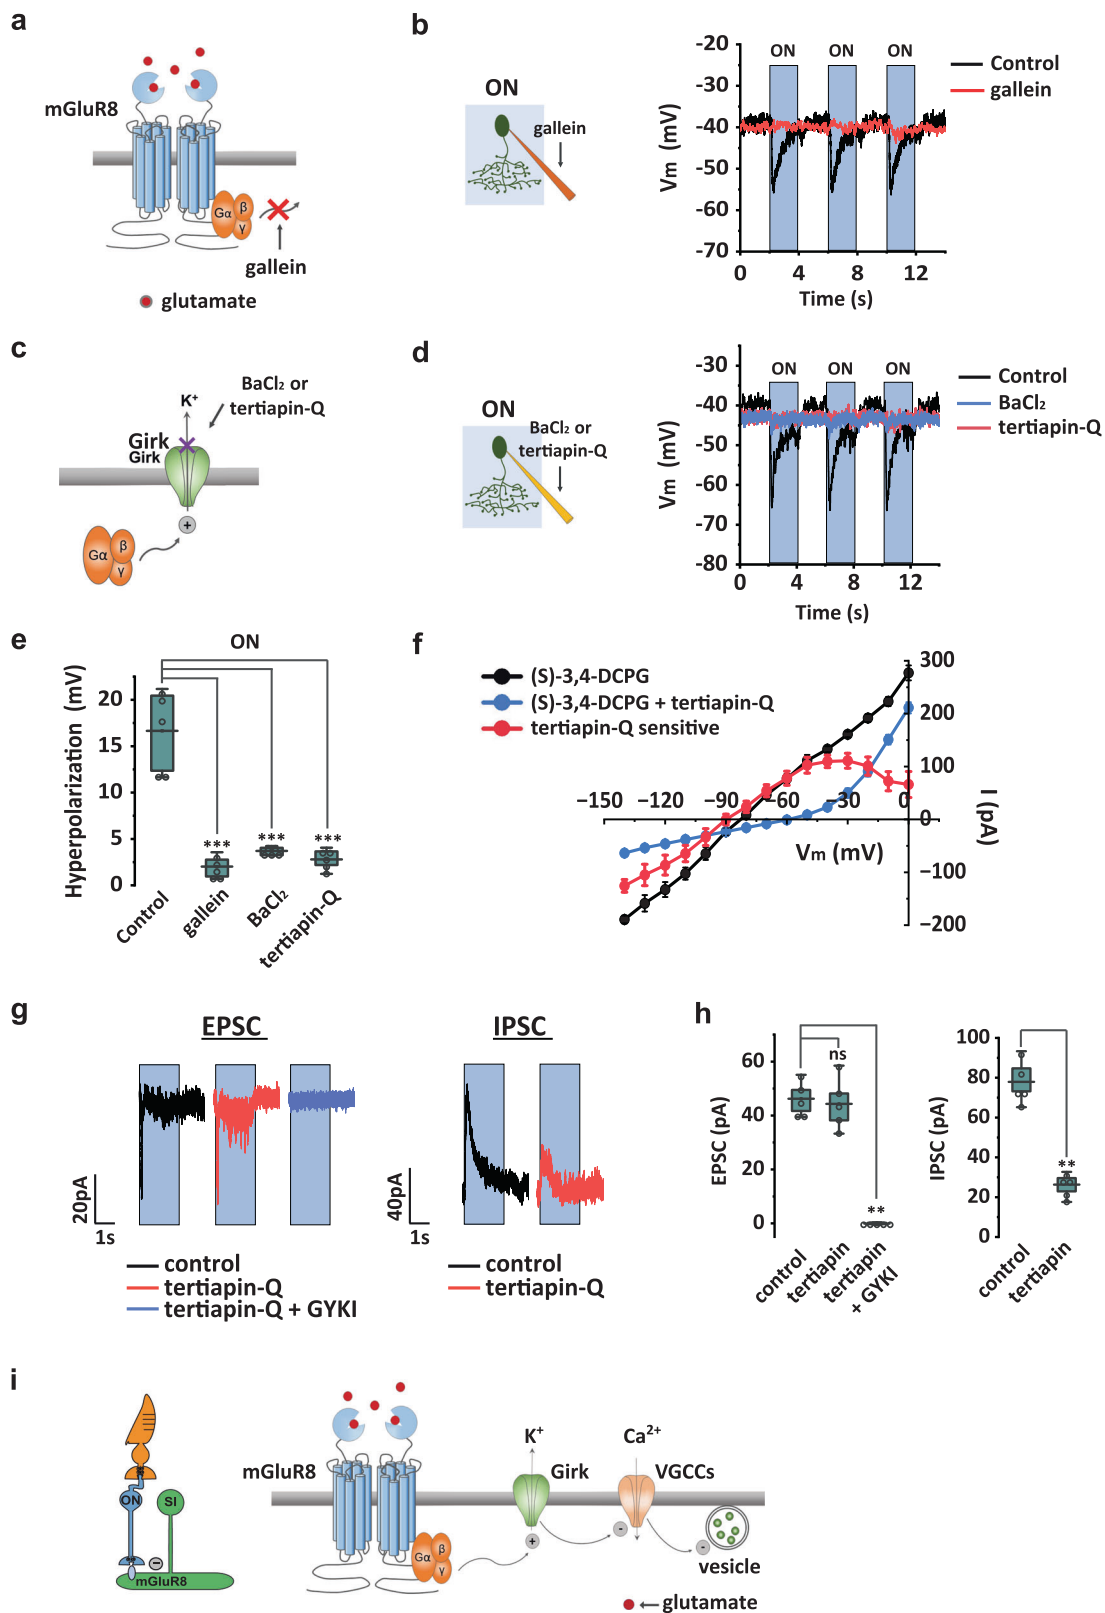 a
mGluR8
Gα
β
γ
gallein
glutamate
b
ON
gallein
Vm (mV)
-20
-30
-40
-50
-60
-70
ON ON ON
0 4 8 12
Time (s)
Control
gallein
c
BaCl₂ or
tertiapin-Q
K⁺
Girk
Girk
+
Gα
β
γ
d
ON
BaCl₂ or
tertiapin-Q
Vm (mV)
-30
-40
-50
-60
-70
-80
ON ON ON
0 4 8 12
Time (s)
Control
BaCl₂
tertiapin-Q
e
ON
Hyperpolarization (mV)
20
15
10
5
0
*** *** ***
Control
gallein
BaCl₂
tertiapin-Q
f
(S)-3,4-DCPG
(S)-3,4-DCPG + tertiapin-Q
tertiapin-Q sensitive
300
200
100
0
−100
−200
I (pA)
−150 −120 −90 −60 −30 0
Vm (mV)
g
EPSC
20pA
1s
control
tertiapin-Q
tertiapin-Q + GYKI
IPSC
40pA
1s
control
tertiapin-Q
h
EPSC (pA)
60
40
20
0
ns
**
control
tertiapin
tertiapin
+ GYKI
IPSC (pA)
100
80
60
40
20
0
**
control
tertiapin
i
ON
SI
−
mGluR8
mGluR8
Gα
β
γ
K⁺
Girk
+
Ca²⁺
VGCCs
-
-
vesicle
glutamate